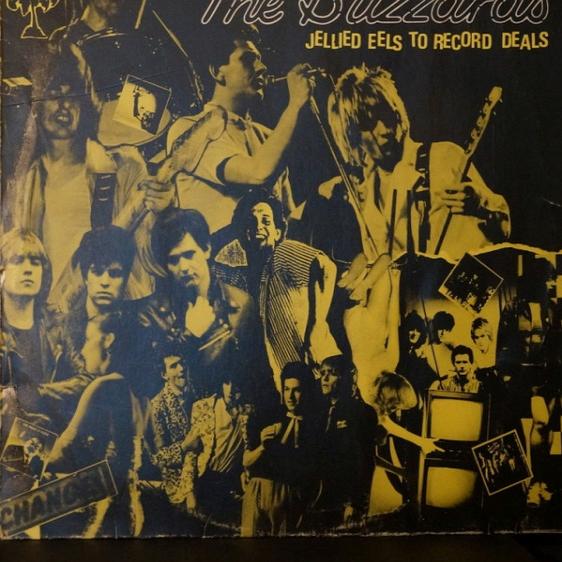 The Buzzards
JELLIED EELS TO RECORD DEALS
CHANCE!